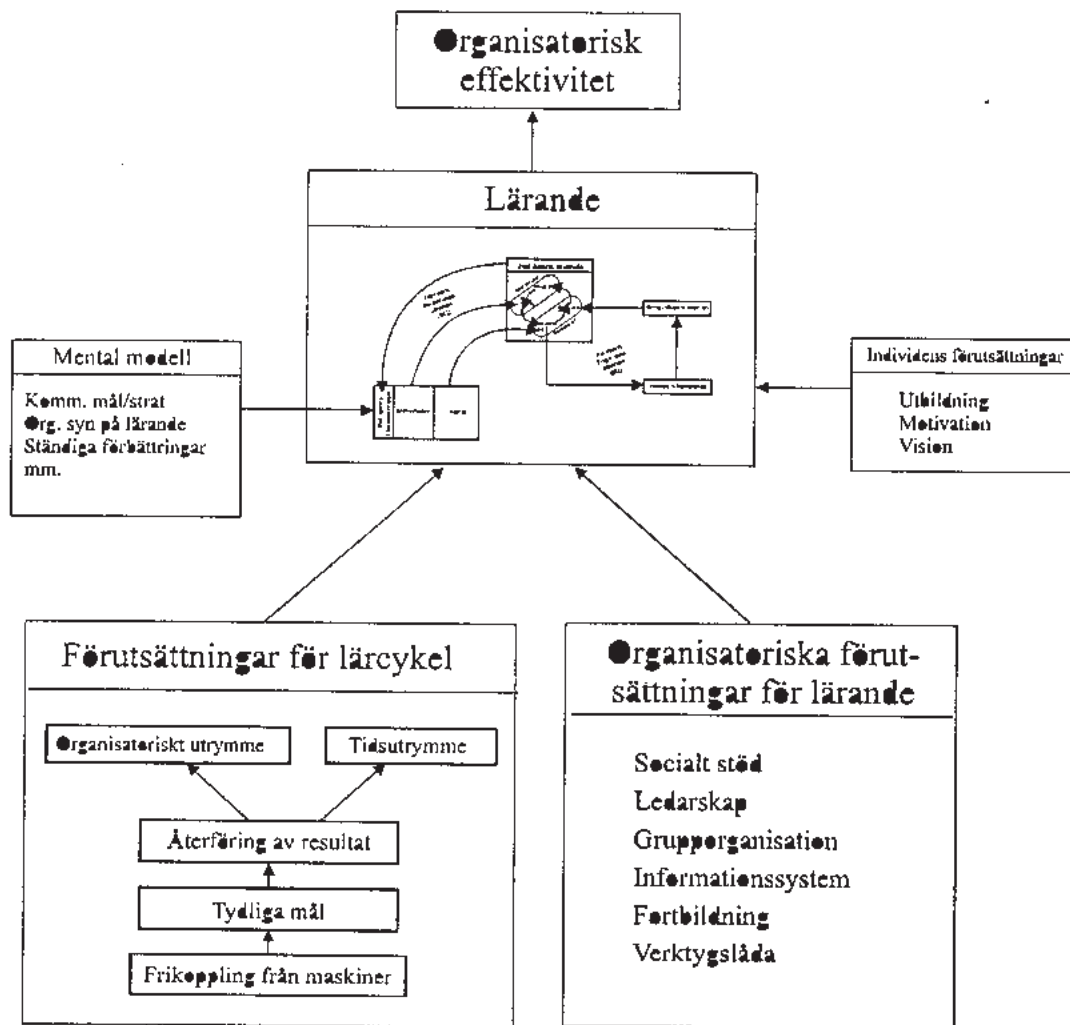 Organisatorisk
effektivitet
Lärande
Mental modell
Komm. mål/strat
Org. syn på lärande
Ständiga förbättringar
mm.
Individens förutsättningar
Utbildning
Motivation
Vision
Förutsättningar för lärcykel
Organisatoriskt utrymme
Tidsutrymme
Återföring av resultat
Tydliga mål
Frikoppling från maskiner
Organisatoriska förut-
sättningar för lärande
Socialt stöd
Ledarskap
Grupporganisation
Informationssystem
Fortbildning
Verktygslåda